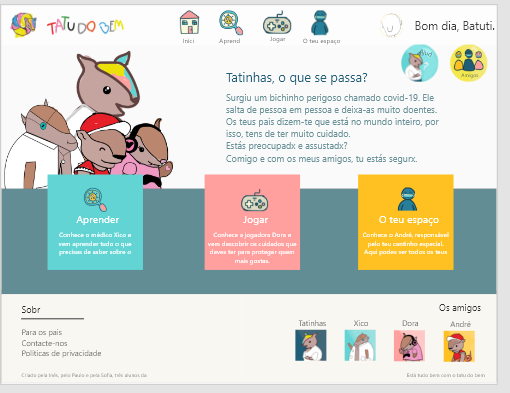 TATU DO BEM
Inici
Aprend
Jogar
O teu espaço
Bom dia, Batuti.
Amigos
Tatinhas, o que se passa?
Surgiu um bichinho perigoso chamado covid-19. Ele
salta de pessoa em pessoa e deixa-as muito doentes.
Os teus pais dizem-te que está no mundo inteiro, por
isso, tens de ter muito cuidado.
Estás preocupadx e assustadx?
Comigo e com os meus amigos, tu estás segurx.
Aprender
Conhece o médico Xico e
vem aprender tudo o que
precisas de saber sobre o
Jogar
Conhece a jogadora Dora e
vem descobrir os cuidados que
deves ter para proteger quem
mais gostas.
O teu espaço
Conhece o André, responsável
pelo teu cantinho especial.
Aqui podes ser todos os teus
Sobr
Para os pais
Contacte-nos
Políticas de privacidade
Os amigos
Tatinhas
Xico
Dora
André
Criado pela Inês, pelo Paulo e pela Sofia, três alunos da
Está tudo bem com o tatu do bem